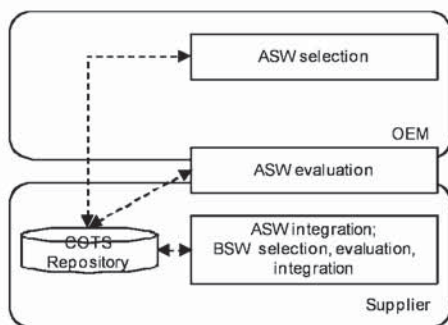 ASW selection
OEM
ASW evaluation
COTS
Repository
ASW integration;
BSW selection, evaluation,
integration
Supplier